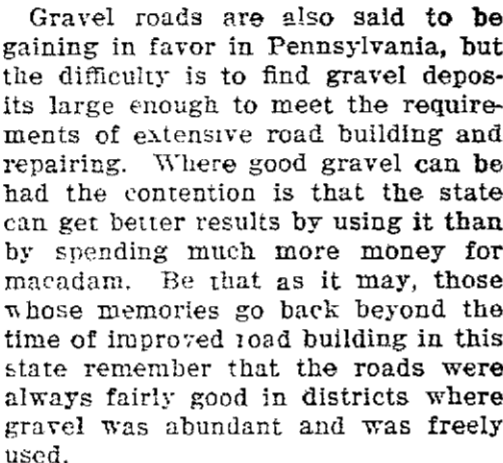 Gravel roads are also said to be
gaining in favor in Pennsylvania, but
the difficulty is to find gravel depos-
its large enough to meet the require-
ments of extensive road building and
repairing. Where good gravel can be
had the contention is that the state
can get better results by using it than
by spending much more money for
macadam. Be that as it may, those
whose memories go back beyond the
time of improved road building in this
state remember that the roads were
always fairly good in districts where
gravel was abundant and was freely
used.